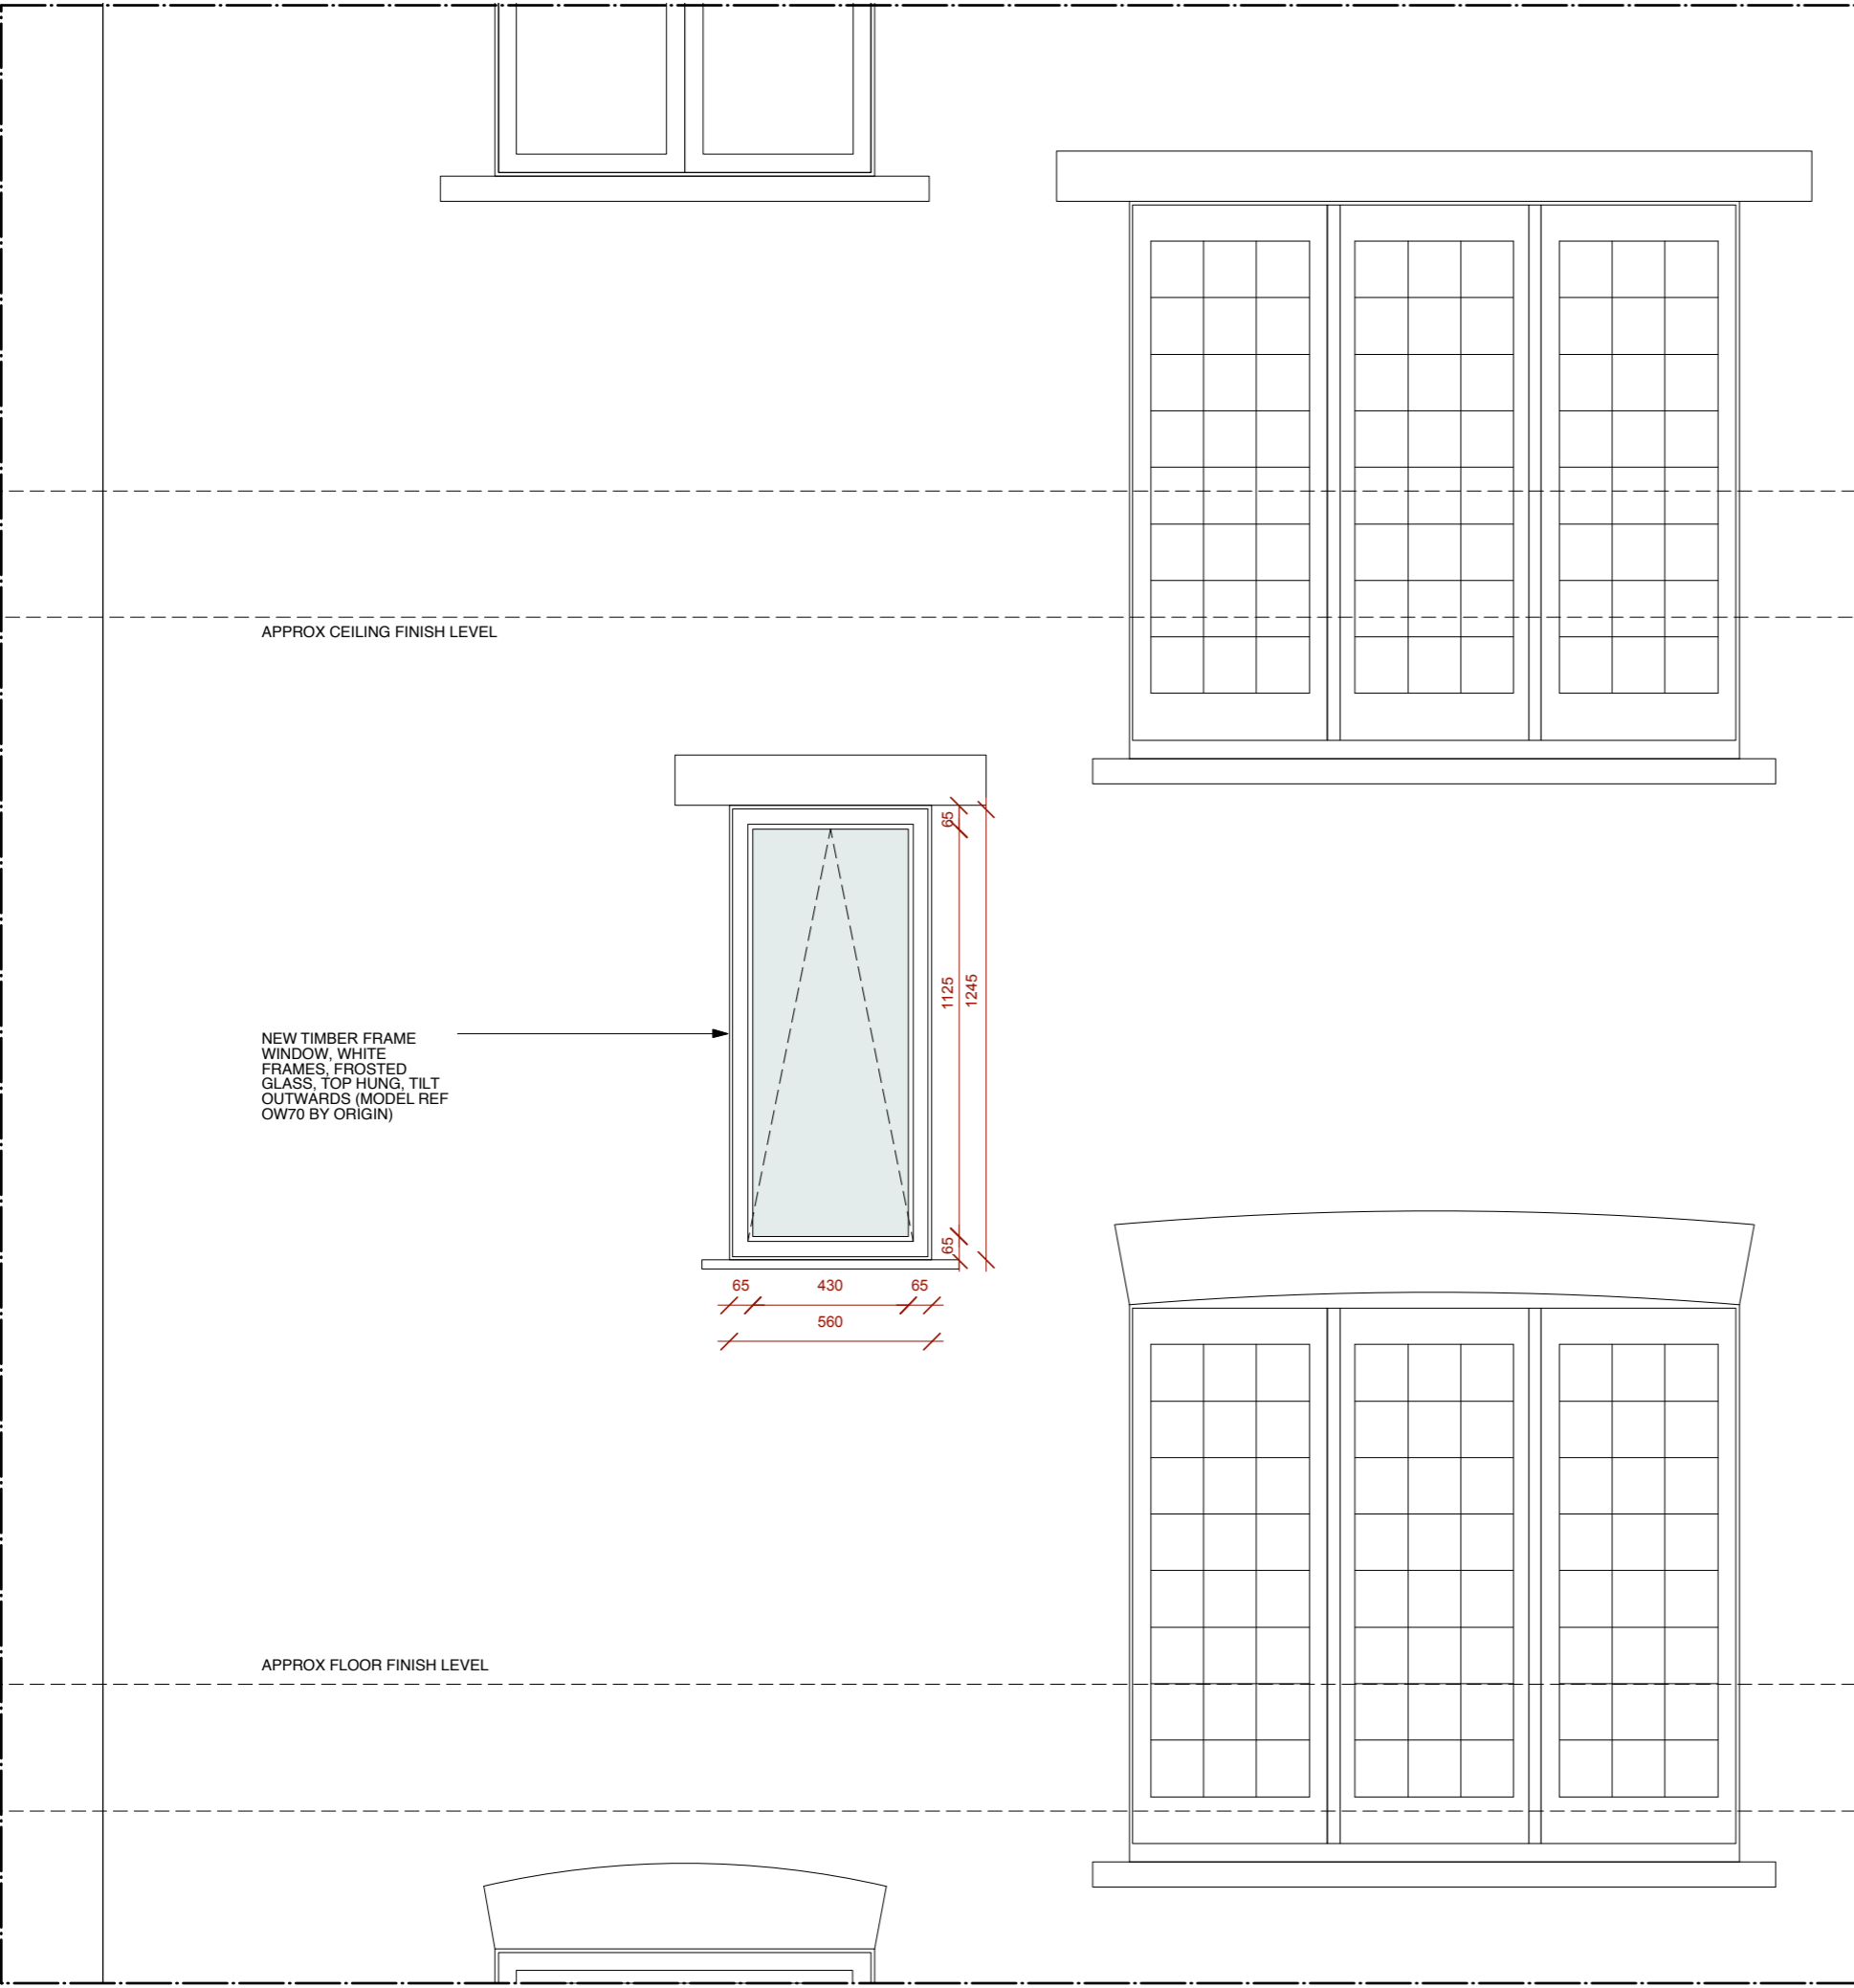 APPROX CEILING FINISH LEVEL
65
1125
1245
NEW TIMBER FRAME
WINDOW, WHITE
FRAMES, FROSTED
GLASS, TOP HUNG, TILT
OUTWARDS (MODEL REF
OW70 BY ORIGIN)
65
65 430 65
560
APPROX FLOOR FINISH LEVEL